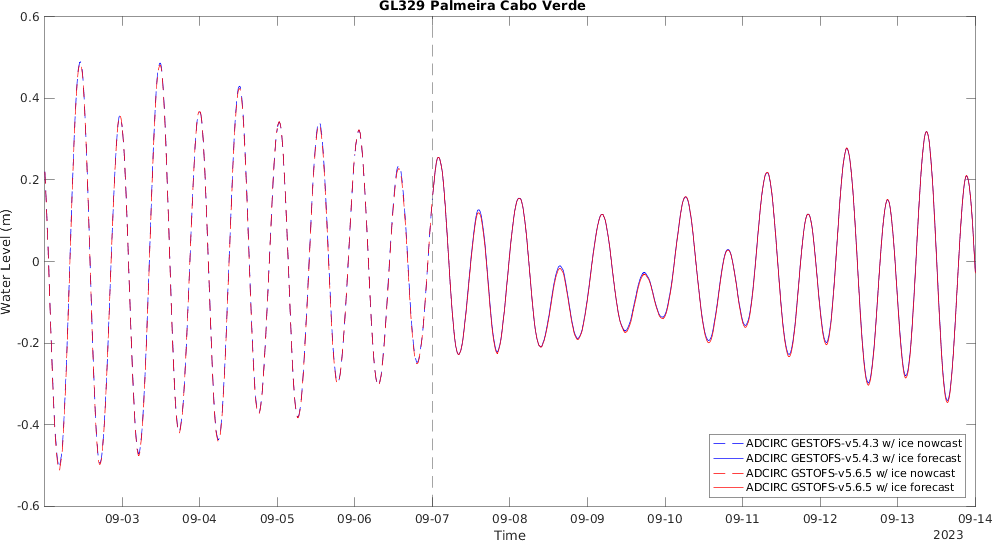 GL329 Palmeira Cabo Verde
0.6
0.4
0.2
0
-0.2
-0.4
-0.6
Water Level (m)
09-03 09-04 09-05 09-06 09-07 09-08 09-09 09-10 09-11 09-12 09-13 09-14
Time
2023
ADCIRC GESTOFS-v5.4.3 w/ ice nowcast
ADCIRC GESTOFS-v5.4.3 w/ ice forecast
ADCIRC GSTOFS-v5.6.5 w/ ice nowcast
ADCIRC GSTOFS-v5.6.5 w/ ice forecast